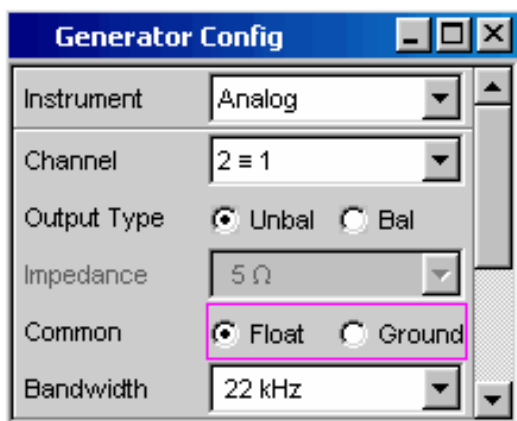 Generator Config
Instrument Analog
Channel 2 ≡ 1
Output Type Unbal Bal
Impedance 5 Ω
Common Float Ground
Bandwidth 22 kHz